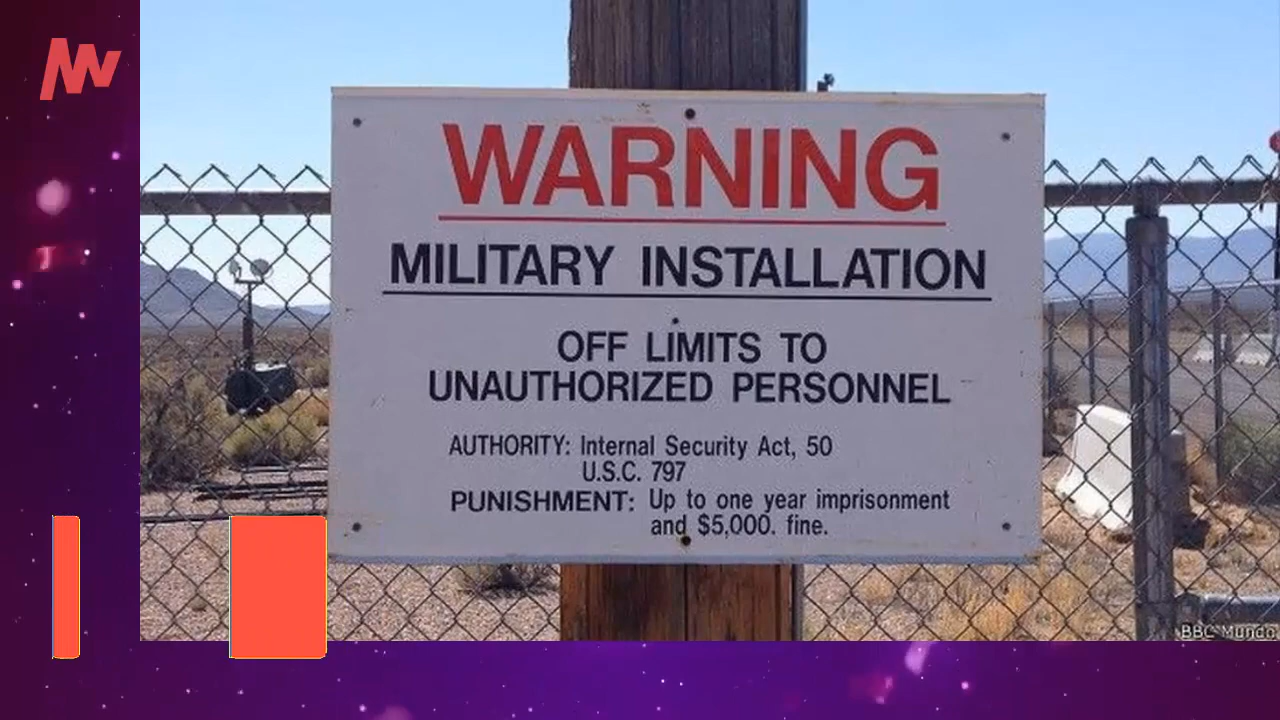 WARNING
MILITARY INSTALLATION
OFF LIMITS TO
UNAUTHORIZED PERSONNEL
AUTHORITY: Internal Security Act, 50
U.S.C. 797
PUNISHMENT: Up to one year imprisonment
and $5,000. fine.
BBC Mundo